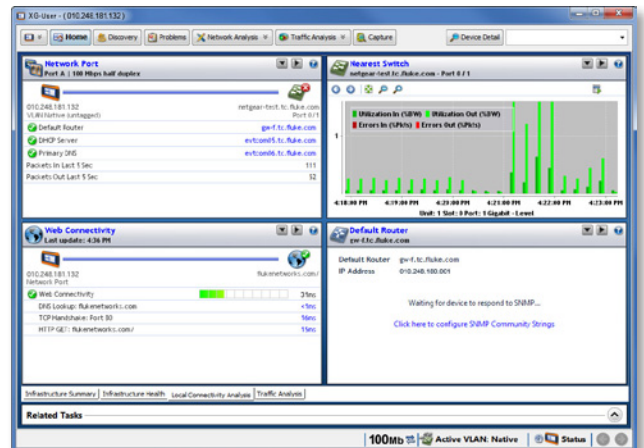 XG-User - ( 010.248.181.132 )
Home Discovery Problems Network Analysis Traffic Analysis Capture Device Detail
Network Port
Port A | 100 Mbps half duplex
010.248.181.132
VLAN Native (untagged)
netgear-test.tc.fluke.com
Port 0/1
Default Router gw-f.tc.fluke.com
DHCP Server evtcoml5.tc.fluke.com
Primary DNS evtcoml6.tc.fluke.com
Packets In Last 5 Sec 111
Packets Out Last 5 Sec 52
Nearest Switch
netgear-test.tc.fluke.com - Port 0/1
Utilization In (%BW) Utilization Out (%BW)
Errors In (%Pkts) Errors Out (%Pkts)
1
4:18:00 PM 4:19:00 PM 4:20:00 PM 4:21:00 PM 4:22:00 PM 4:23:00 PM
Unit: 1 Slot: 0 Port: 1 Gigabit - Level
Web Connectivity
Last update: 4:36 PM
010.248.181.132
Network Port
flukenetworks.com/
Web Connectivity 31ms
DNS Lookup: flukenetworks.com <1ms
TCP Handshake: Port 80 16ms
HTTP GET: flukenetworks.com/ 15ms
Default Router
gw-f.tc.fluke.com
Default Router gw-f.tc.fluke.com
IP Address 010.248.180.001
Waiting for device to respond to SNMP...
Click here to configure SNMP Community Strings
Infrastructure Summary Infrastructure Health Local Connectivity Analysis Traffic Analysis
Related Tasks
100Mb Active VLAN: Native Status